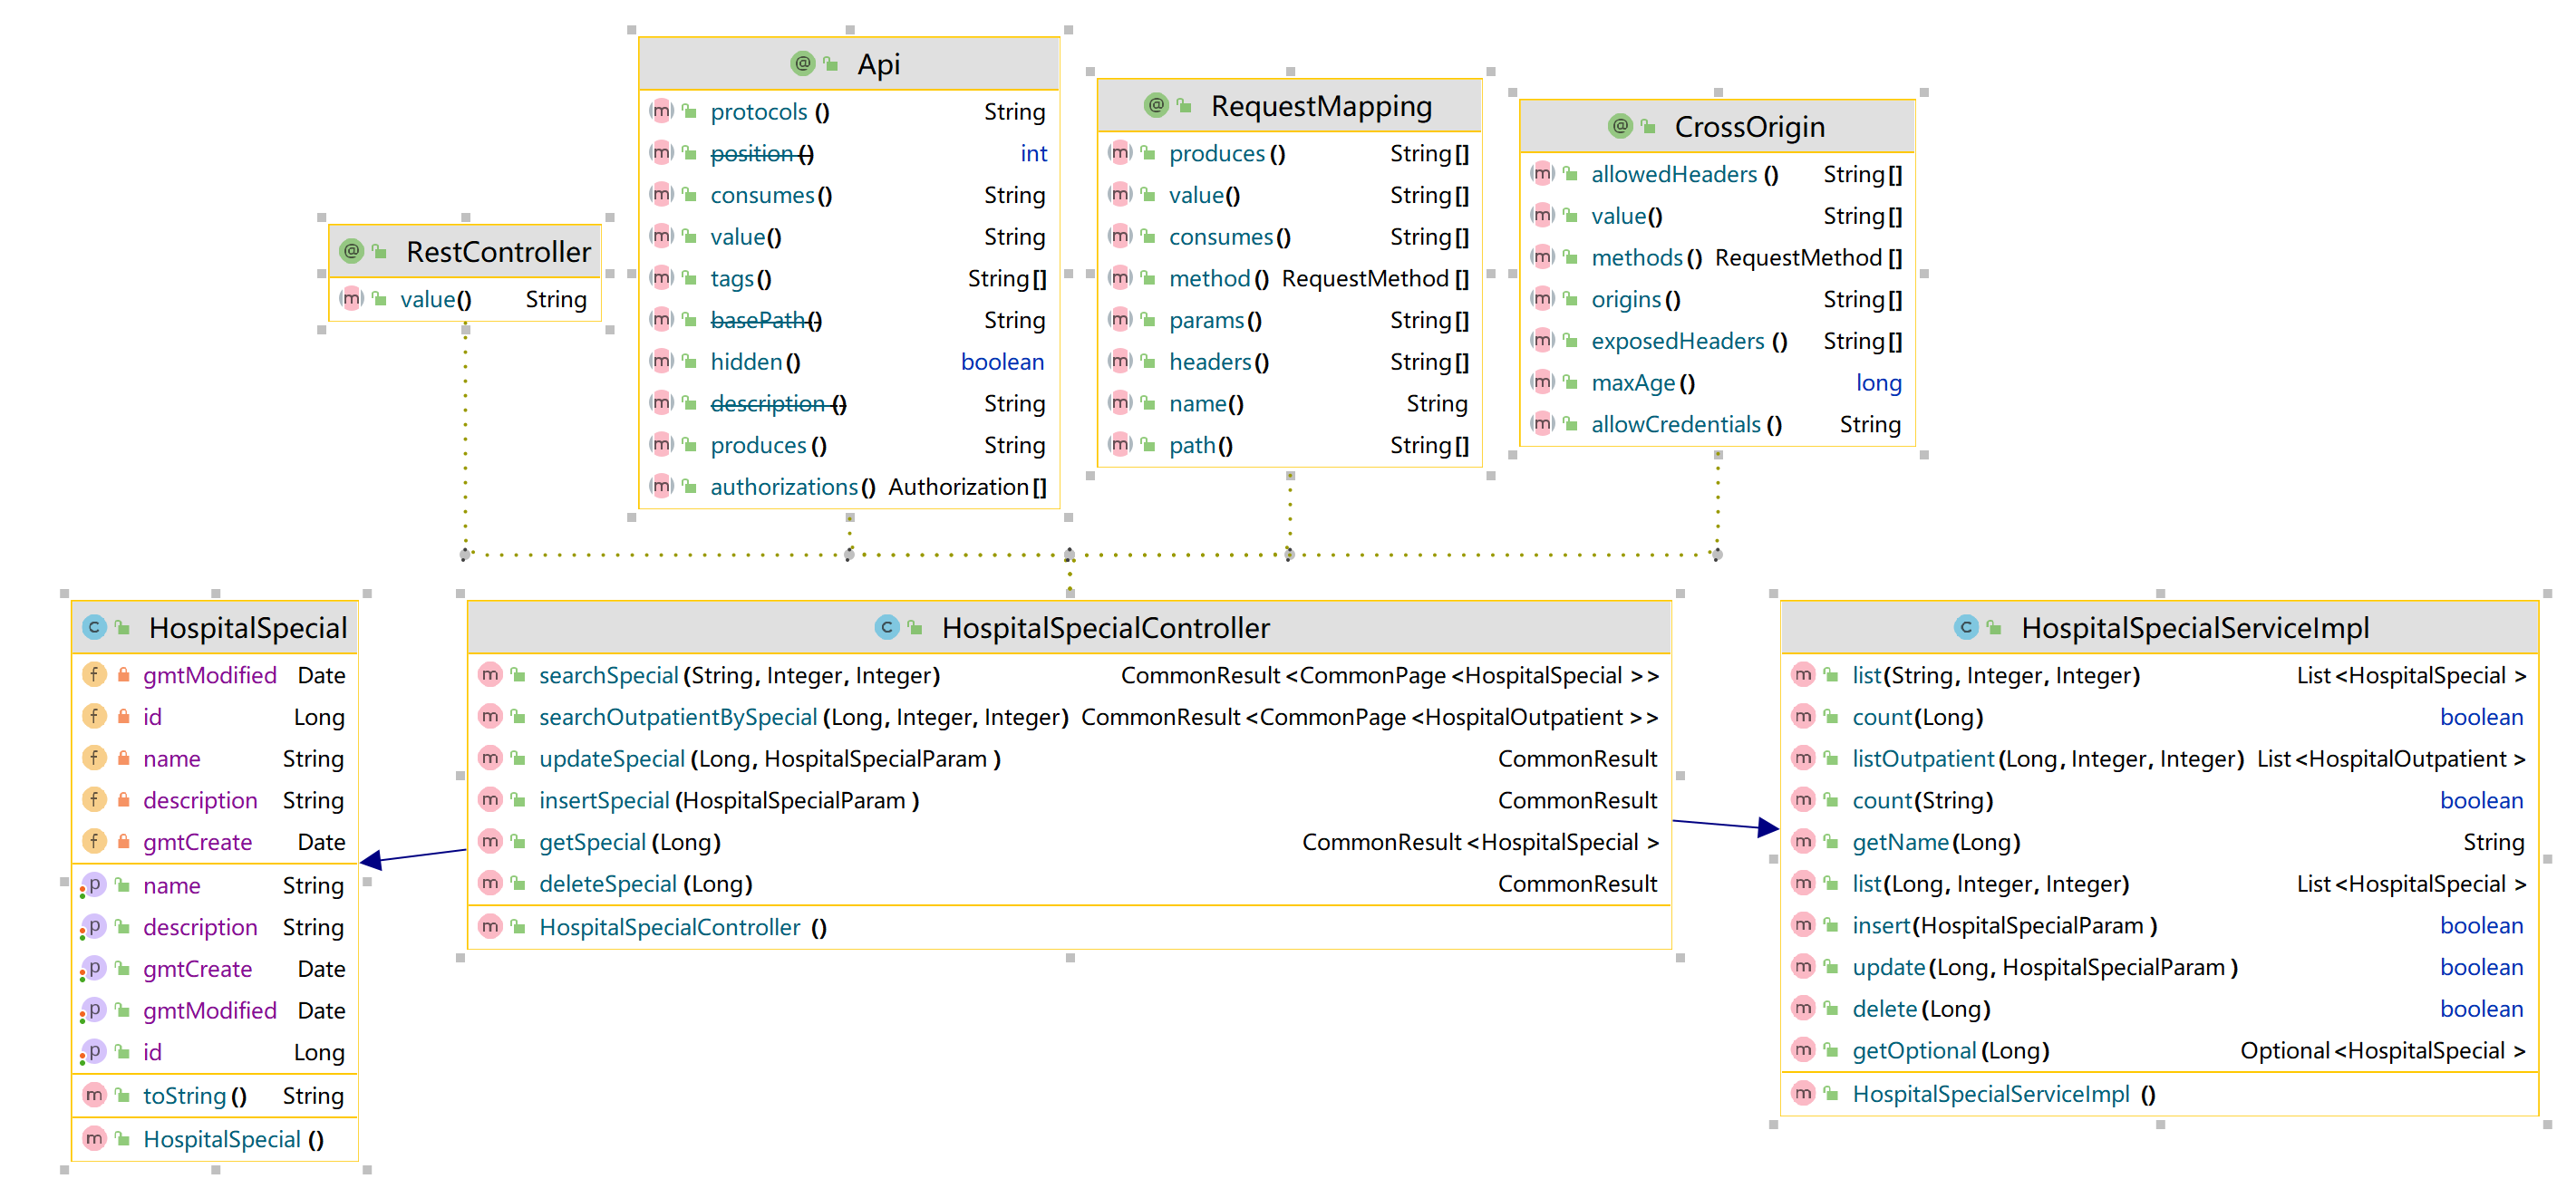 Api
protocols () String
position () int
consumes() String
value() String
tags() String[]
basePath() String
hidden() boolean
description () String
produces () String
authorizations() Authorization[]
RequestMapping
produces() String[]
value() String[]
consumes() String[]
method() RequestMethod []
params() String[]
headers() String[]
name() String
path() String[]
CrossOrigin
allowedHeaders () String[]
value() String[]
methods() RequestMethod []
origins() String[]
exposedHeaders () String[]
maxAge() long
allowCredentials () String
RestController
value() String
HospitalSpecial
gmtModified Date
id Long
name String
description String
gmtCreate Date
name String
description String
gmtCreate Date
gmtModified Date
id Long
toString() String
HospitalSpecial ()
HospitalSpecialController
searchSpecial(String, Integer, Integer) CommonResult<CommonPage<HospitalSpecial >>
searchOutpatientBySpecial(Long, Integer, Integer) CommonResult<CommonPage<HospitalOutpatient >>
updateSpecial(Long, HospitalSpecialParam ) CommonResult
insertSpecial(HospitalSpecialParam ) CommonResult
getSpecial(Long) CommonResult<HospitalSpecial >
deleteSpecial(Long) CommonResult
HospitalSpecialController ()
HospitalSpecialServiceImpl
list(String, Integer, Integer) List<HospitalSpecial >
count(Long) boolean
listOutpatient(Long, Integer, Integer) List<HospitalOutpatient >
count(String) boolean
getName(Long) String
list(Long, Integer, Integer) List<HospitalSpecial >
insert(HospitalSpecialParam ) boolean
update(Long, HospitalSpecialParam ) boolean
delete(Long) boolean
getOptional(Long) Optional<HospitalSpecial >
HospitalSpecialServiceImpl ()